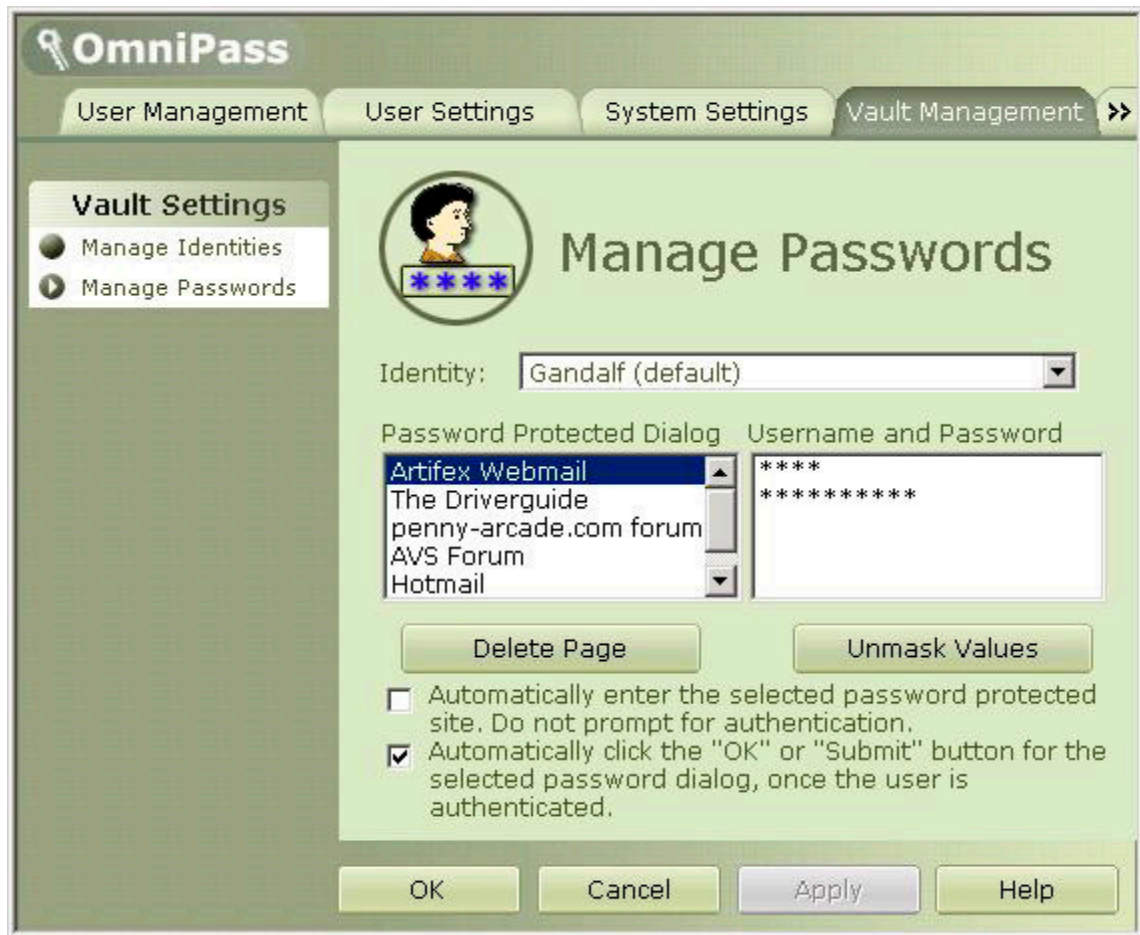 OmniPass
User Management
User Settings
System Settings
Vault Management
»
Vault Settings
Manage Identities
Manage Passwords
****
Manage Passwords
Identity:
Gandalf (default)
Password Protected Dialog
Username and Password
Artifex Webmail
The Driverguide
penny-arcade.com forum
AVS Forum
Hotmail
****
**********
Delete Page
Unmask Values
Automatically enter the selected password protected
site. Do not prompt for authentication.
Automatically click the "OK" or "Submit" button for the
selected password dialog, once the user is
authenticated.
OK
Cancel
Apply
Help